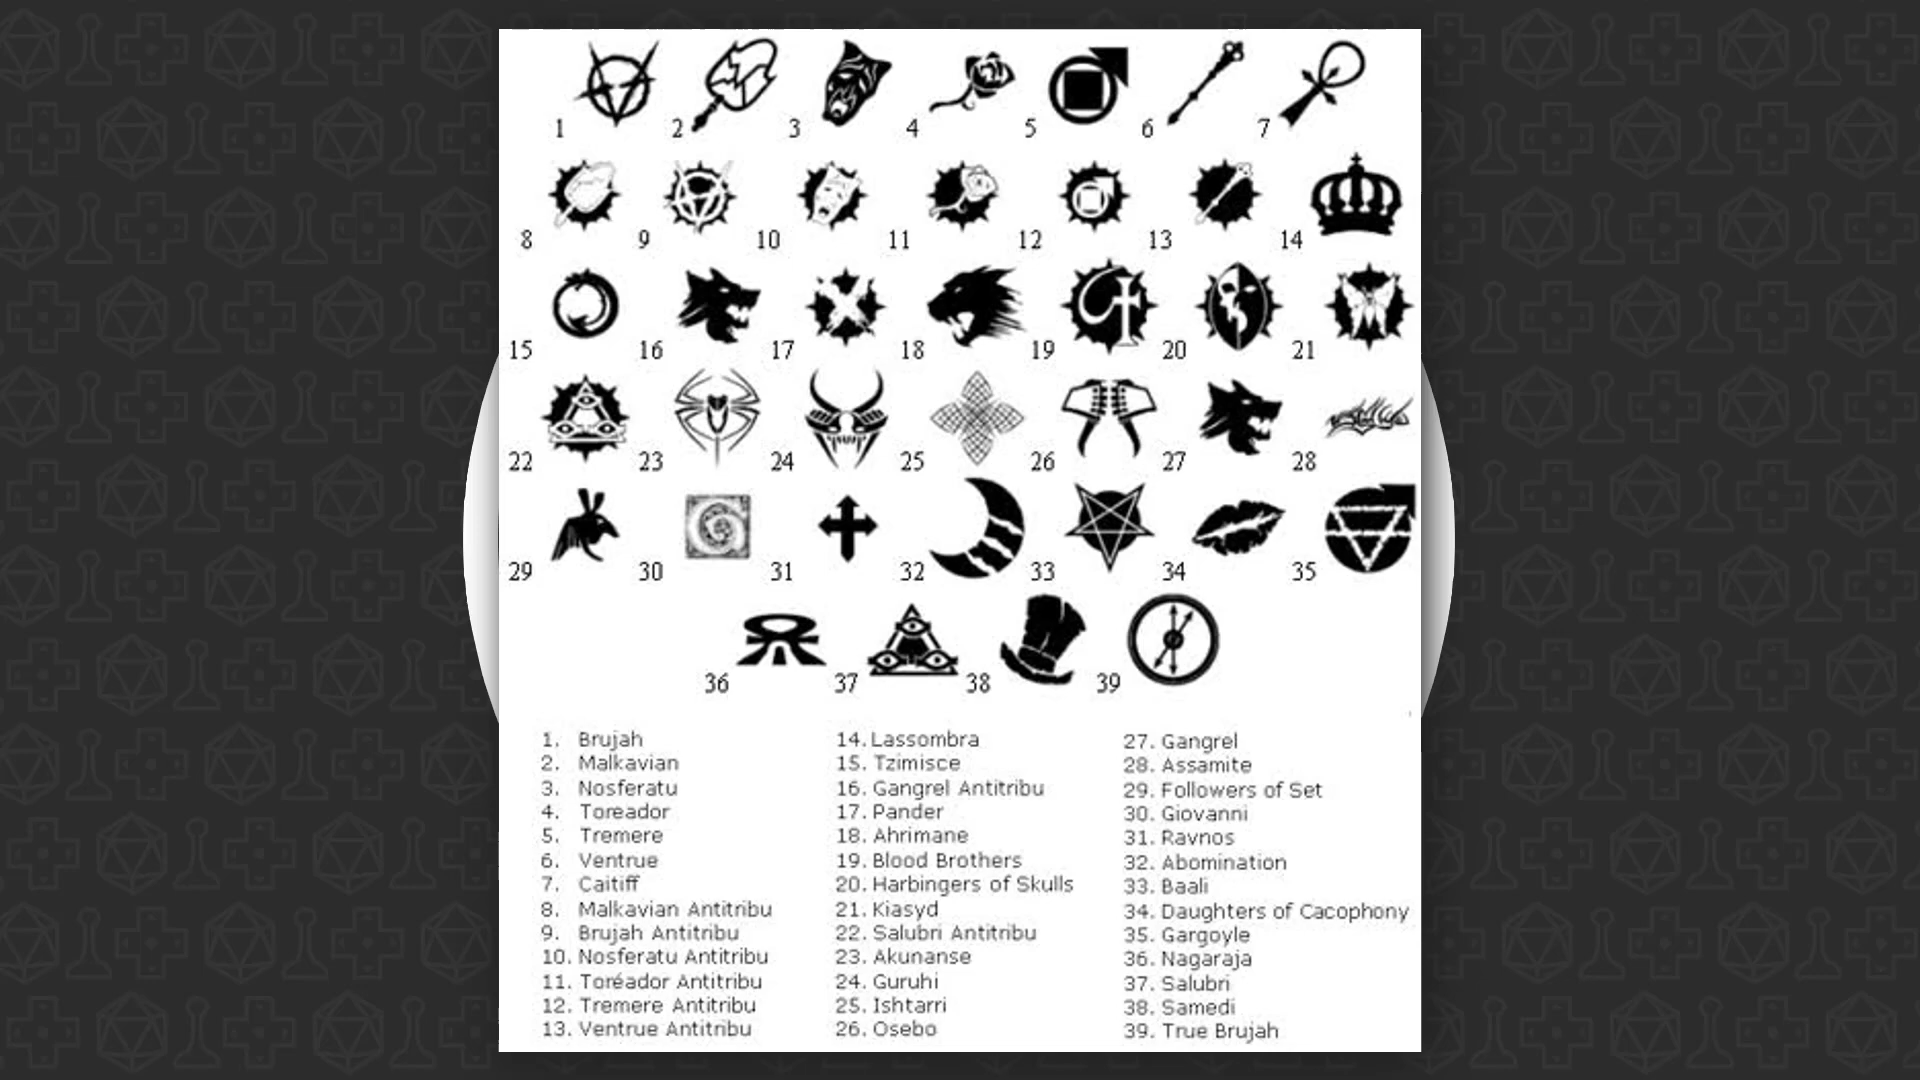 1 2 3 4 5 6 7
8 9 10 11 12 13 14
15 16 17 18 19 20 21
22 23 24 25 26 27 28
29 30 31 32 33 34 35
36 37 38 39
1. Brujah
2. Malkavian
3. Nosferatu
4. Toreador
5. Tremere
6. Ventrue
7. Caitiff
8. Malkavian Antitribu
9. Brujah Antitribu
10. Nosferatu Antitribu
11. Toréador Antitribu
12. Tremere Antitribu
13. Ventrue Antitribu
14. Lassombra
15. Tzimisce
16. Gangrel Antitribu
17. Pander
18. Ahrimane
19. Blood Brothers
20. Harbingers of Skulls
21. Kiasyd
22. Salubri Antitribu
23. Akunanse
24. Guruhi
25. Ishtarri
26. Osebo
27. Gangrel
28. Assamite
29. Followers of Set
30. Giovanni
31. Ravnos
32. Abomination
33. Baali
34. Daughters of Cacophony
35. Gargoyle
36. Nagaraja
37. Salubri
38. Samedi
39. True Brujah